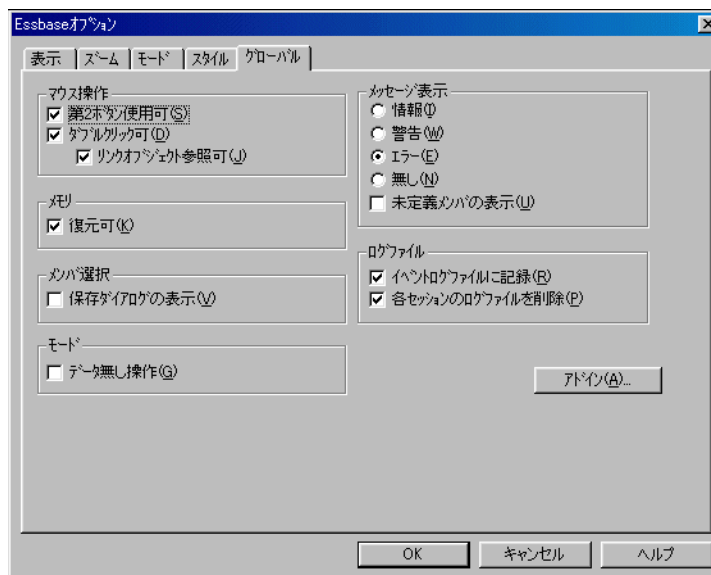 Essbaseｵﾌﾟｼｮﾝ
表示
ｽﾞｰﾑ
ﾓｰﾄﾞ
ｽﾀｲﾙ
ｸﾞﾛｰﾊﾞﾙ
ﾏｳｽ操作
第2ﾎﾞﾀﾝ使用可(S)
ﾀﾞﾌﾞﾙｸﾘｯｸ可(D)
ﾘﾝｸｵﾌﾞｼﾞｪｸﾄ参照可(J)
ﾒﾓﾘ
復元可(K)
ﾒﾝﾊﾞ選択
保存ﾀﾞｲｱﾛｸﾞの表示(V)
ﾓｰﾄﾞ
ﾃﾞｰﾀ無し操作(G)
ﾒｯｾｰｼﾞ表示
情報(I)
警告(W)
ｴﾗｰ(E)
無し(N)
未定義ﾒﾝﾊﾞの表示(U)
ﾛｸﾞﾌｧｲﾙ
ｲﾍﾞﾝﾄﾛｸﾞﾌｧｲﾙに記録(R)
各ｾｯｼｮﾝのﾛｸﾞﾌｧｲﾙを削除(P)
ｱﾄﾞｲﾝ(A)...
OK
キャンセル
ヘルプ